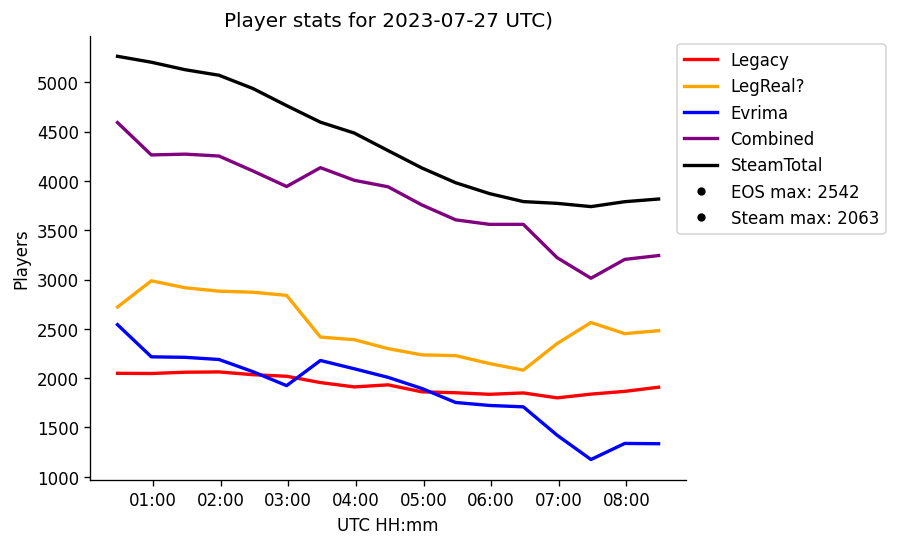 Player stats for 2023-07-27 UTC)
Legacy
LegReal?
Evrima
Combined
SteamTotal
EOS max: 2542
Steam max: 2063
Players
5000
4500
4000
3500
3000
2500
2000
1500
1000
01:00 02:00 03:00 04:00 05:00 06:00 07:00 08:00
UTC HH:mm